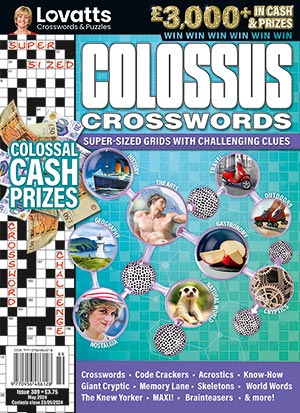 Lovatts
Crosswords & Puzzles
£3,000+ IN CASH
& PRIZES
WIN WIN WIN WIN WIN WIN
COLOSSUS
CROSSWORDS
SUPER-SIZED GRIDS WITH CHALLENGING CLUES
SUPER
SIZED
COLOSSAL
CASH
PRIZES
CROSSWORD
CHALLENGE
HISTORY
THE ARTS
TRAVEL
OUTDOORS
GEOGRAPHY
GASTRONOMY
NATURAL WORLD
CRYPTICS
NOSTALGIA
Issue 389 • £3.75
May 2024
Contests close 23/05/2024
Crosswords • Code Crackers • Acrostics • Know-How
Giant Cryptic • Memory Lane • Skeletons • World Words
The Knew Yorker • MAXI! • Brainteasers • & more!